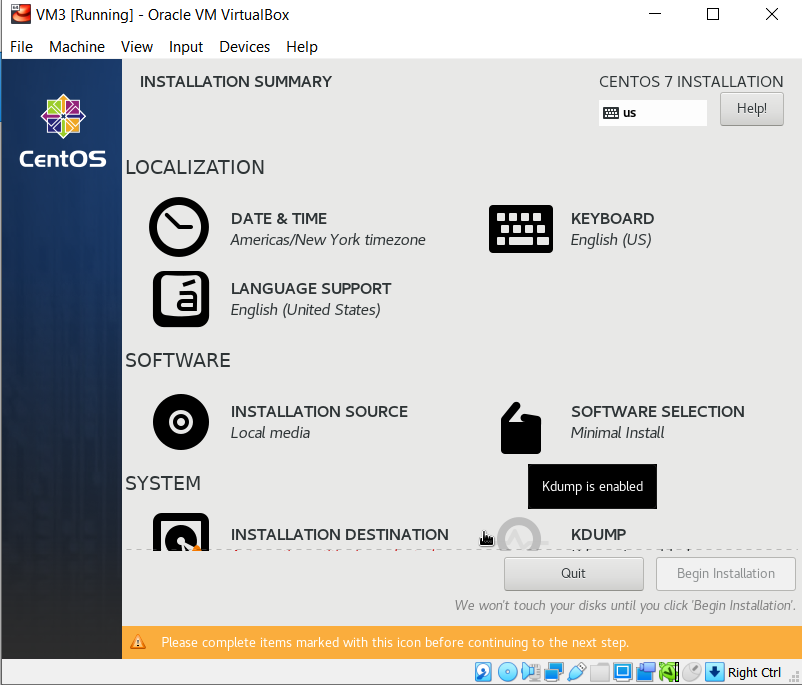 VM3 [Running] - Oracle VM VirtualBox
File Machine View Input Devices Help
CentOS
INSTALLATION SUMMARY
CENTOS 7 INSTALLATION
us
Help!
LOCALIZATION
DATE & TIME
Americas/New York timezone
KEYBOARD
English (US)
á
LANGUAGE SUPPORT
English (United States)
SOFTWARE
INSTALLATION SOURCE
Local media
SOFTWARE SELECTION
Minimal Install
SYSTEM
Kdump is enabled
INSTALLATION DESTINATION
KDUMP
Quit
Begin Installation
We won't touch your disks until you click 'Begin Installation'.
Please complete items marked with this icon before continuing to the next step.
Right Ctrl